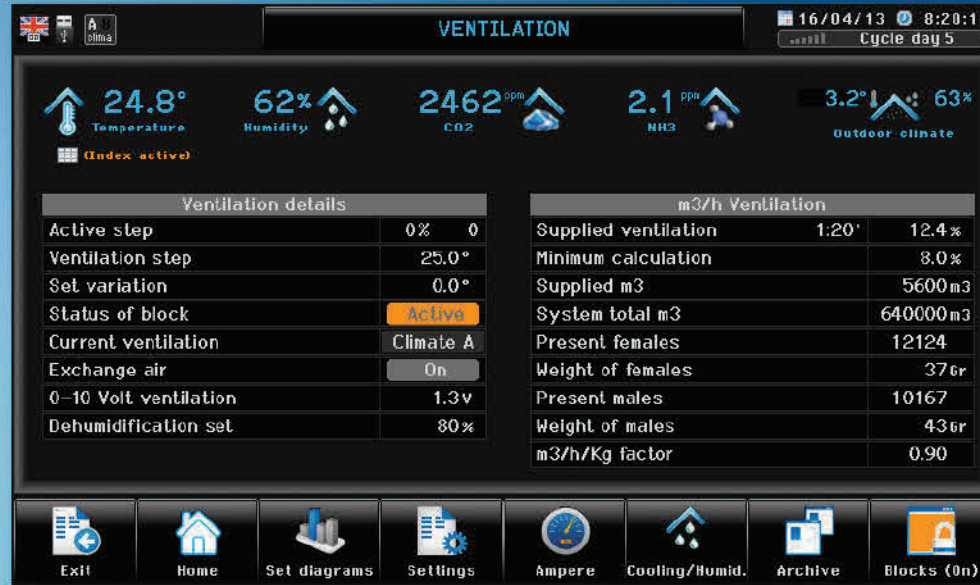 A
clima
VENTILATION
16/04/13 8:20:1
Cycle day 5
24.8° 62% 2462 ppm 2.1 ppm 3.2° 63%
Temperature Humidity CO2 NH3 Outdoor climate
(Index active)
Ventilation details
Active step 0% 0
Ventilation step 25.0°
Set variation 0.0°
Status of block Active
Current ventilation Climate A
Exchange air On
0-10 Volt ventilation 1.3v
Dehumidification set 80%
m3/h Ventilation
Supplied ventilation 1:20' 12.4%
Minimum calculation 8.0%
Supplied m3 5600m3
System total m3 640000m3
Present females 12124
Weight of females 37Gr
Present males 10167
Weight of males 43Gr
m3/h/Kg factor 0.90
Exit Home Set diagrams Settings Ampere Cooling/Humid. Archive Blocks (On